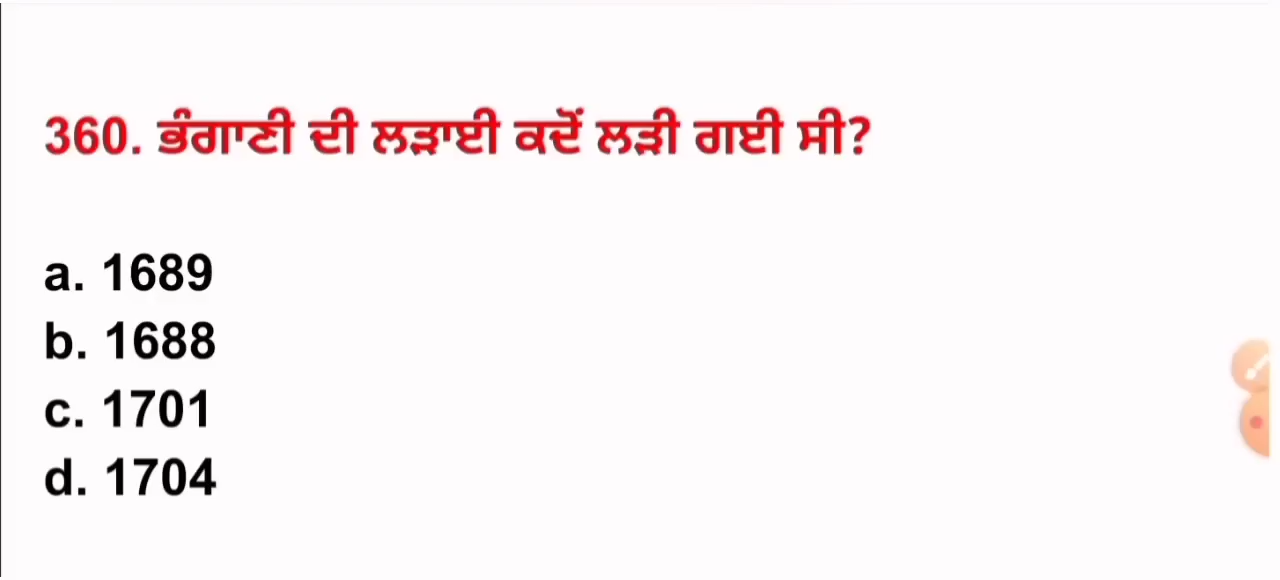 360. ਭੰਗਾਣੀ ਦੀ ਲੜਾਈ ਕਦੋਂ ਲੜੀ ਗਈ ਸੀ?
a. 1689
b. 1688
c. 1701
d. 1704